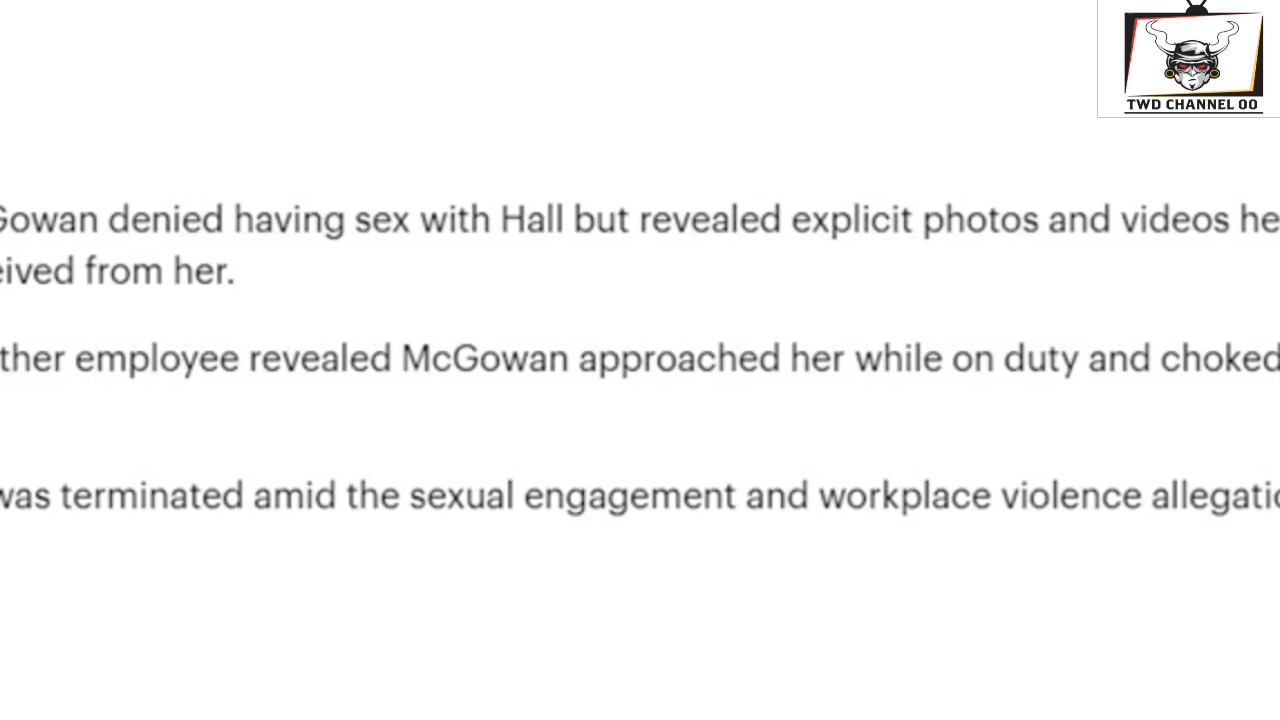 TWD CHANNEL OO
Gowan denied having sex with Hall but revealed explicit photos and videos he
eived from her.
ther employee revealed McGowan approached her while on duty and choked
was terminated amid the sexual engagement and workplace violence allegatio